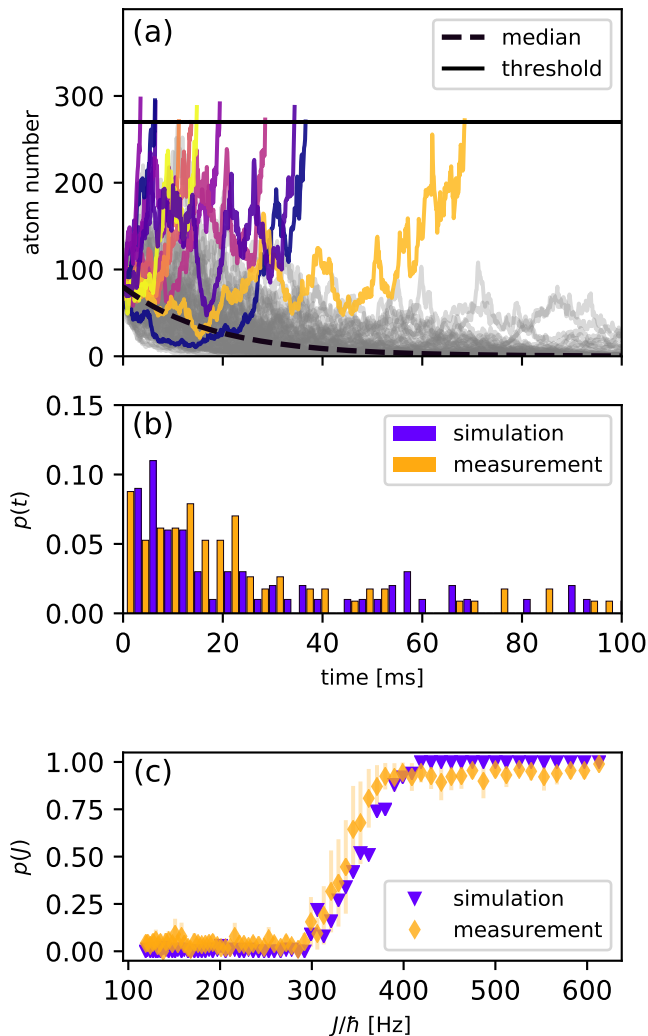 (a)
median
threshold
300
200
100
0
atom number
(b)
simulation
measurement
0.15
0.10
0.05
0.00
p(t)
0 20 40 60 80 100
time [ms]
(c)
1.00
0.75
0.50
0.25
0.00
p(J)
simulation
measurement
100 200 300 400 500 600
J/ℏ [Hz]